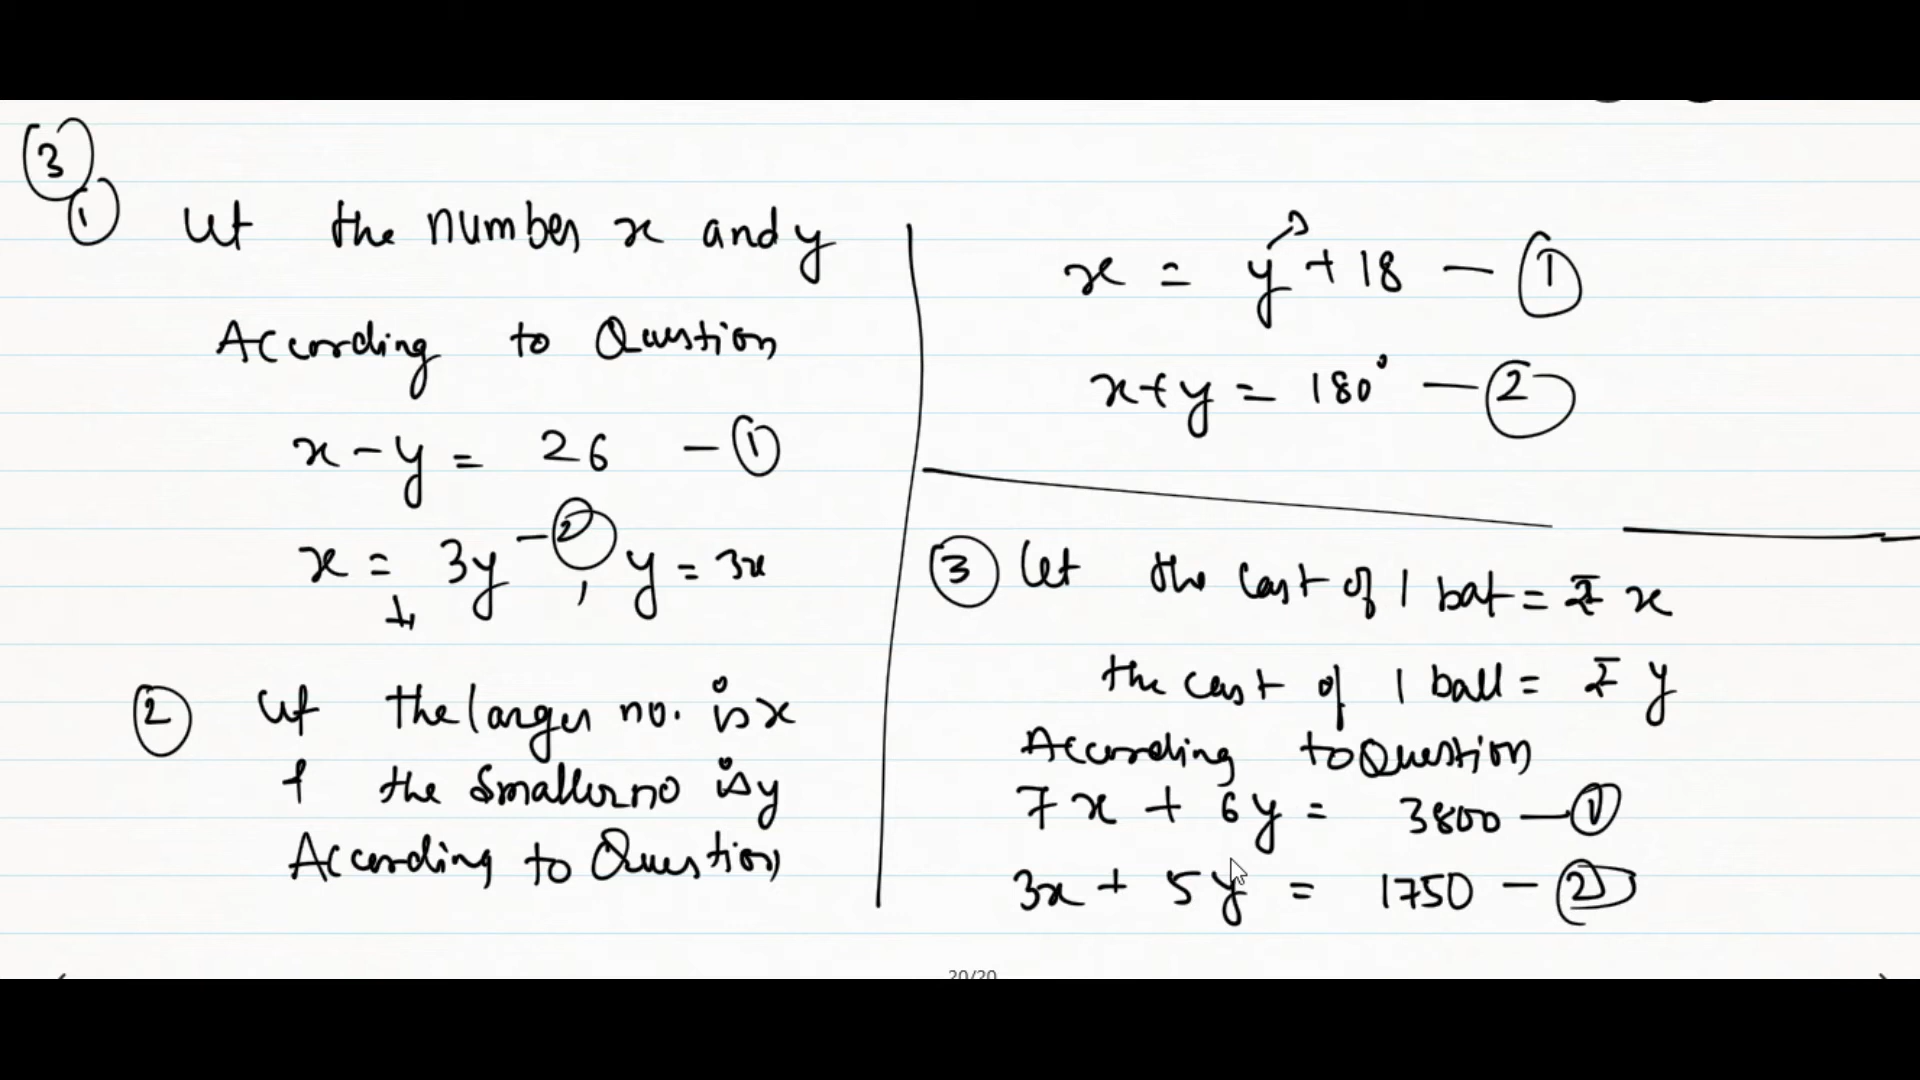 3
1 Let the number x and y
According to Question
x - y = 26 - 1
x = 3y - 2 , y = 3x
2 Let the larger no. is x
& the smaller no is y
According to Question
x = y + 18 - 1
x + y = 180° - 2
3 Let the cost of 1 bat = ₹ x
the cost of 1 ball = ₹ y
According to Question
7x + 6y = 3800 - 1
3x + 5y = 1750 - 2
20/20